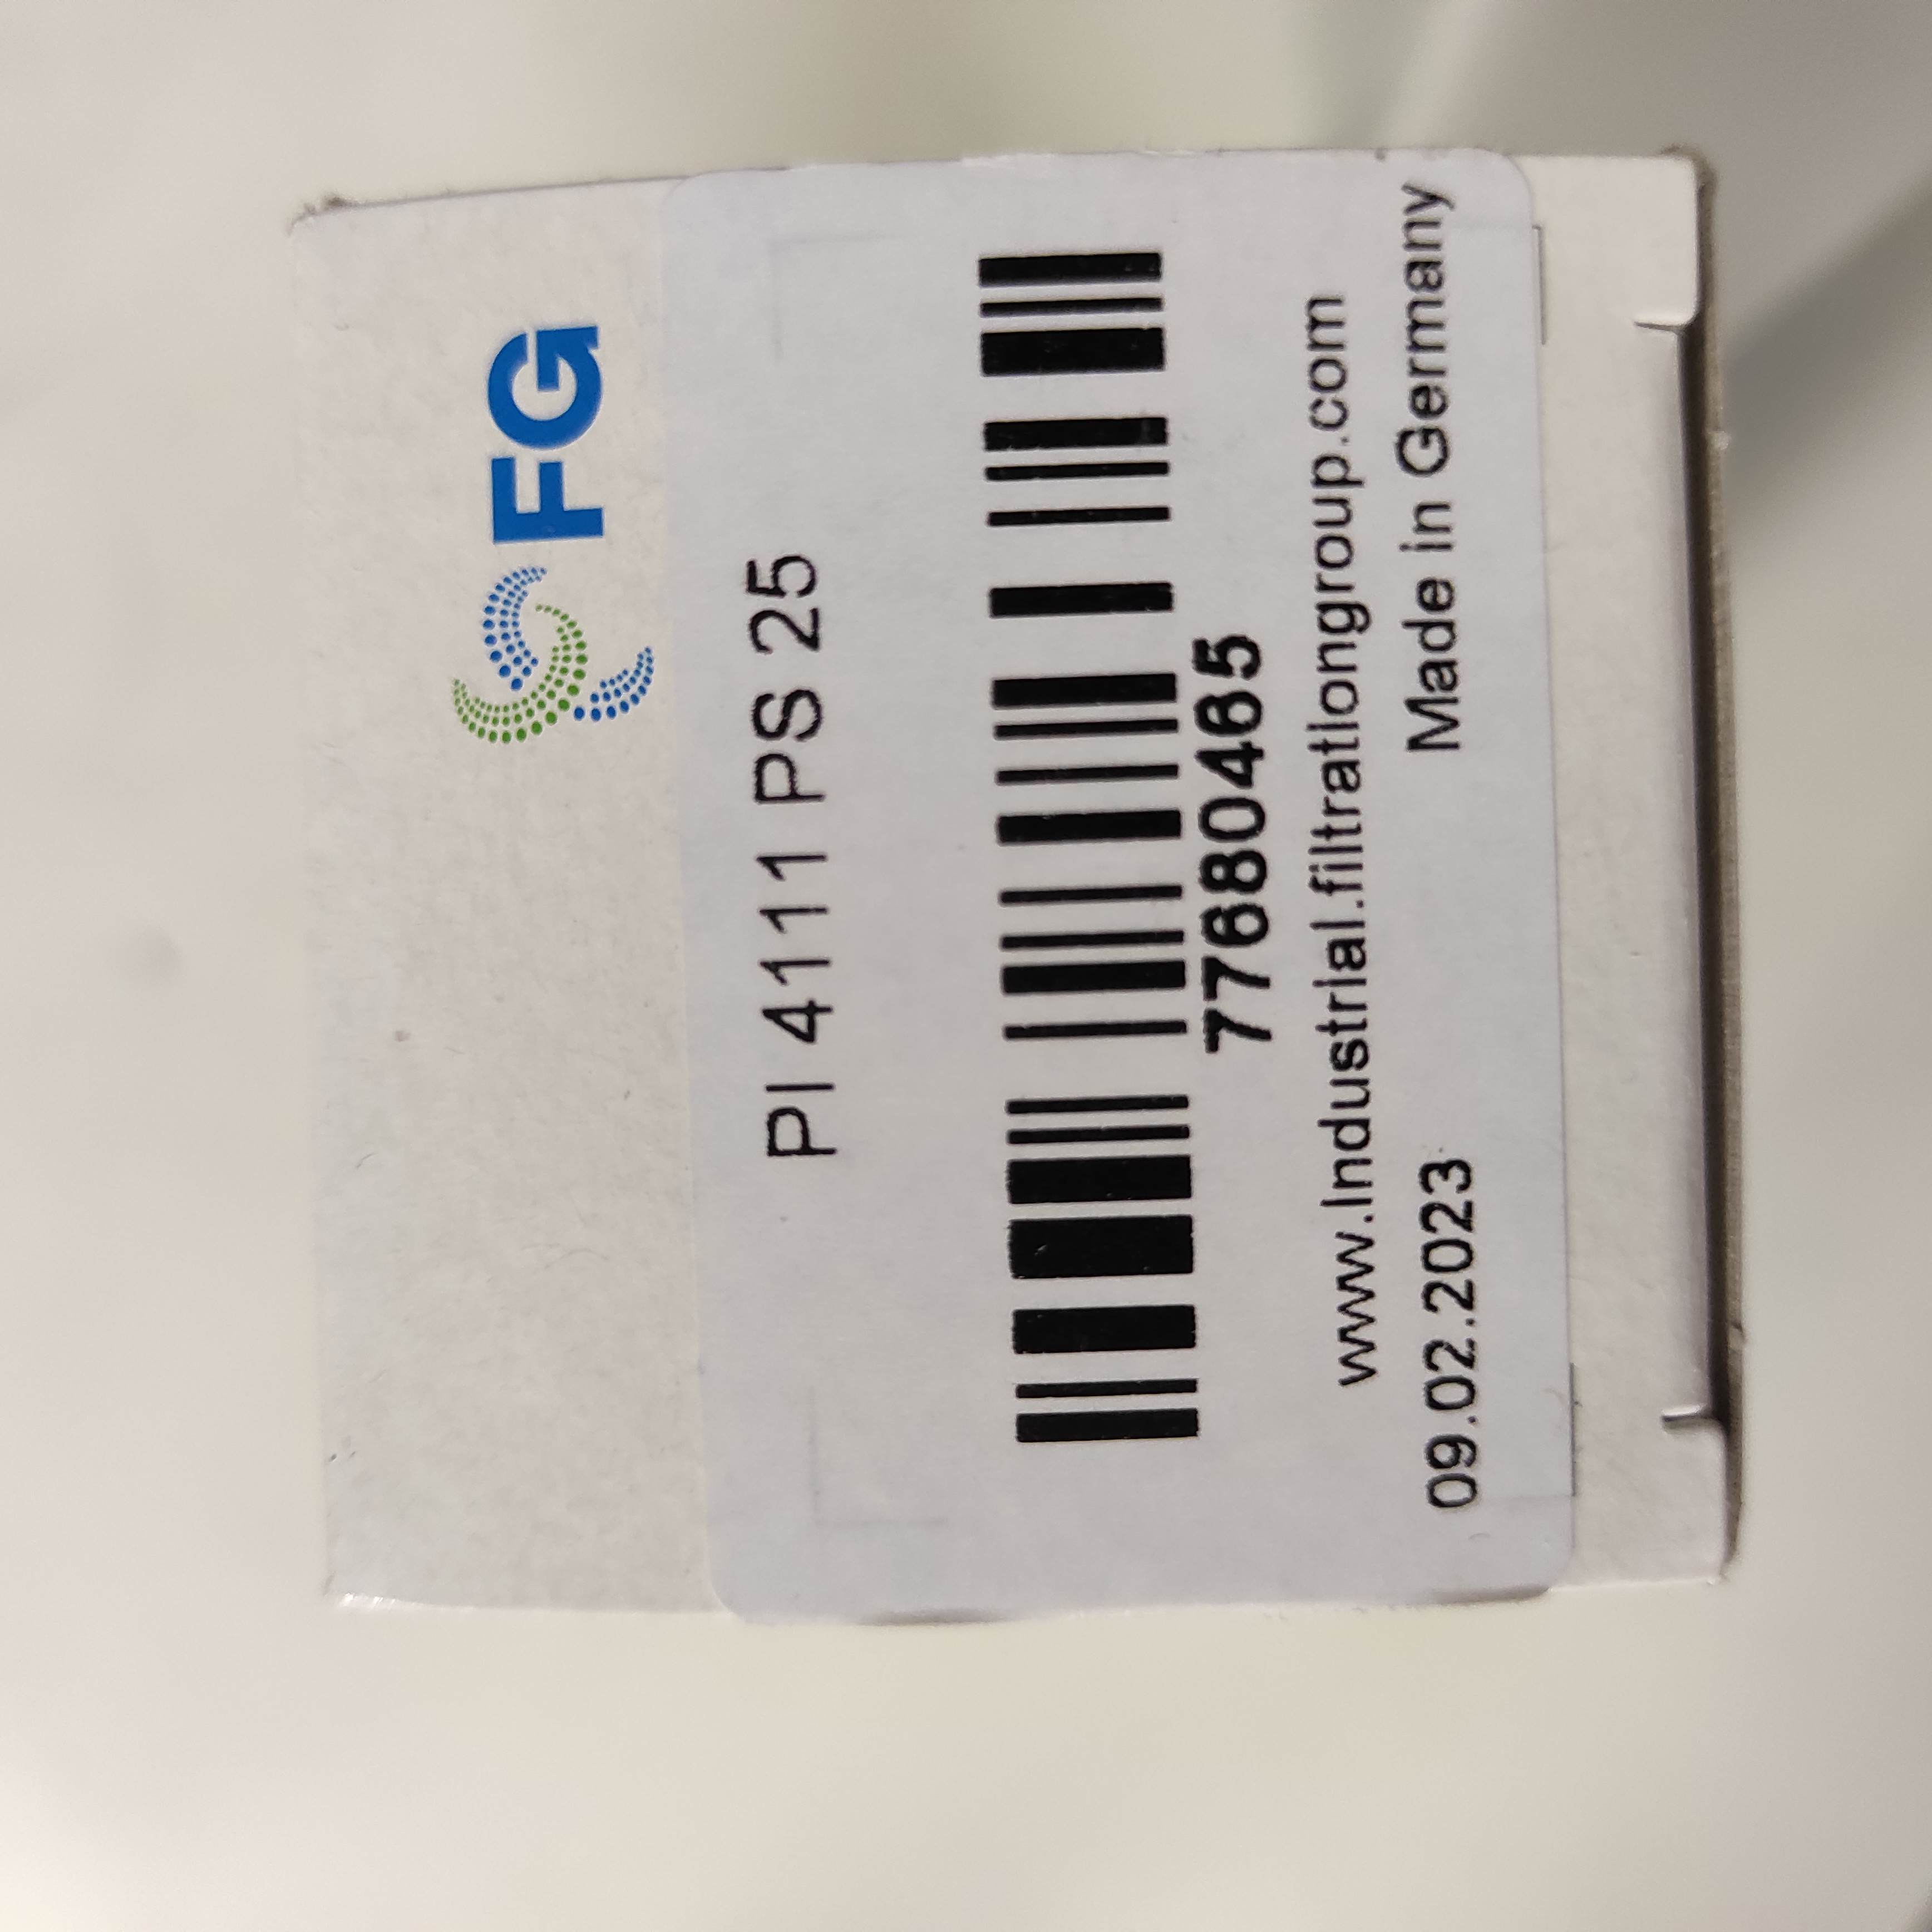 FG
PI 4111 PS 25
77680465
www.industrial.filtrationgroup.com
09.02.2023 Made in Germany